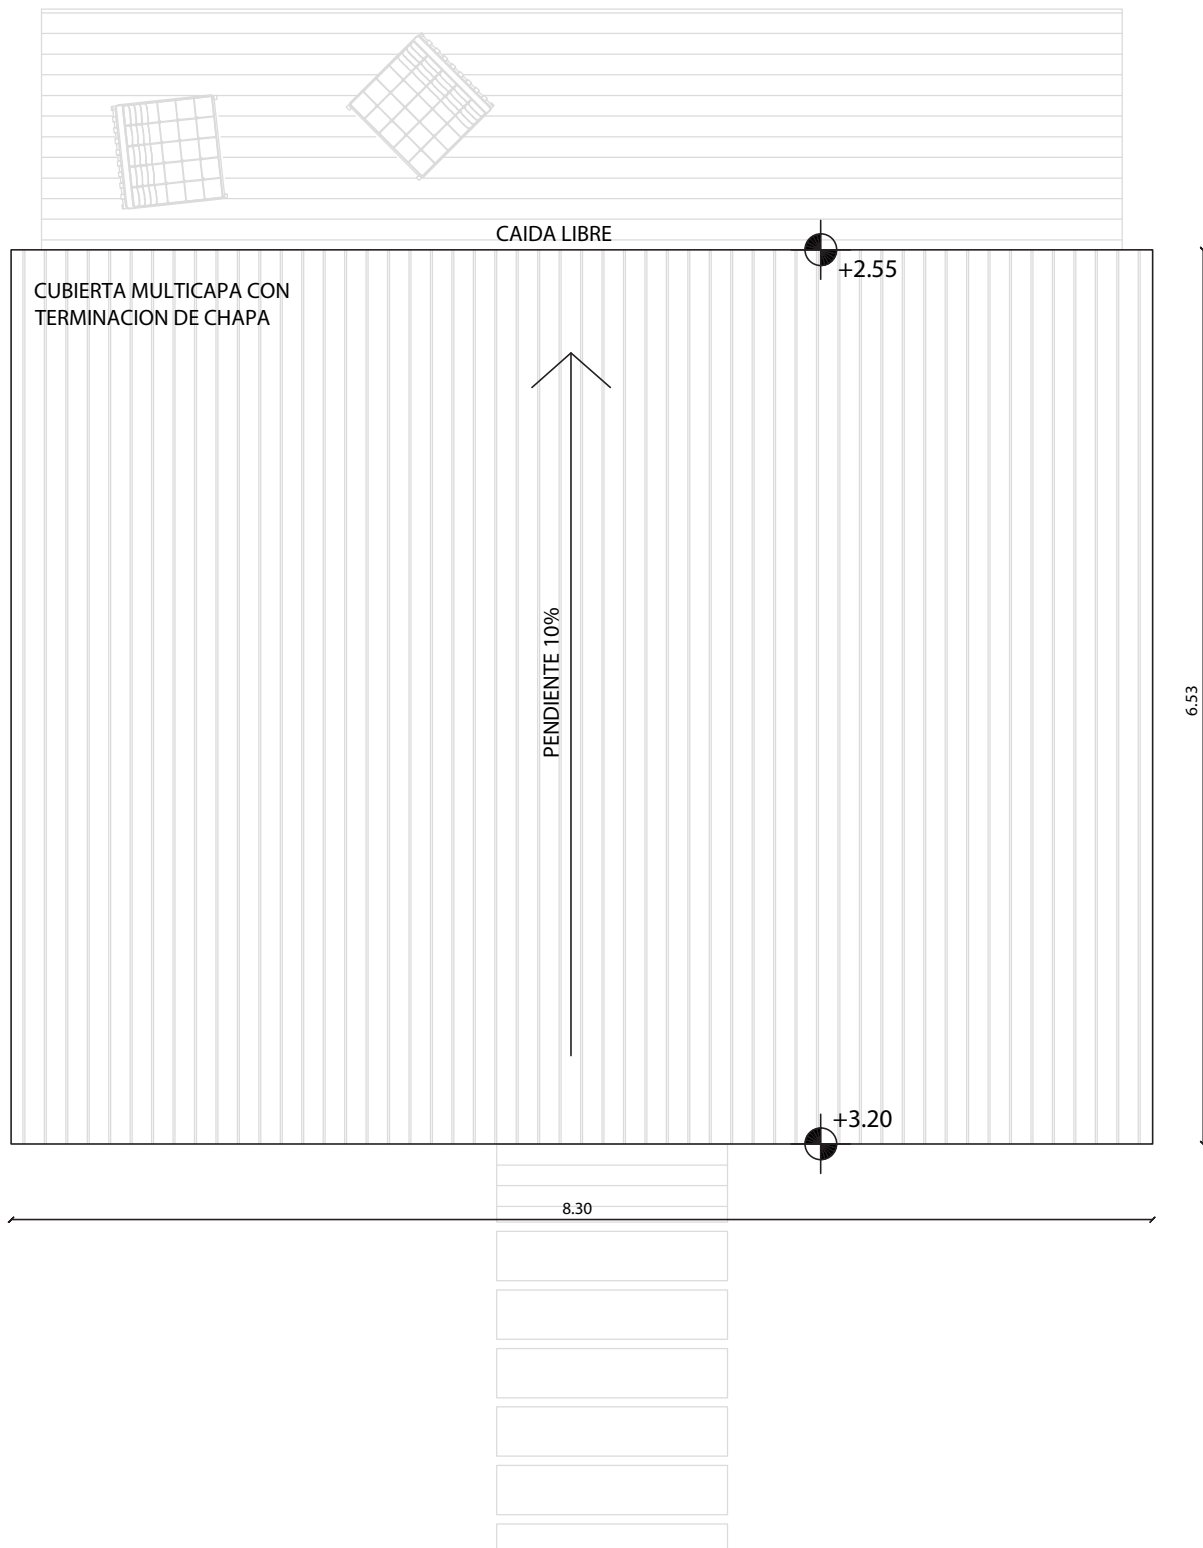 CAIDA LIBRE
+2.55
CUBIERTA MULTICAPA CON
TERMINACION DE CHAPA
PENDIENTE 10%
6.53
+3.20
8.30